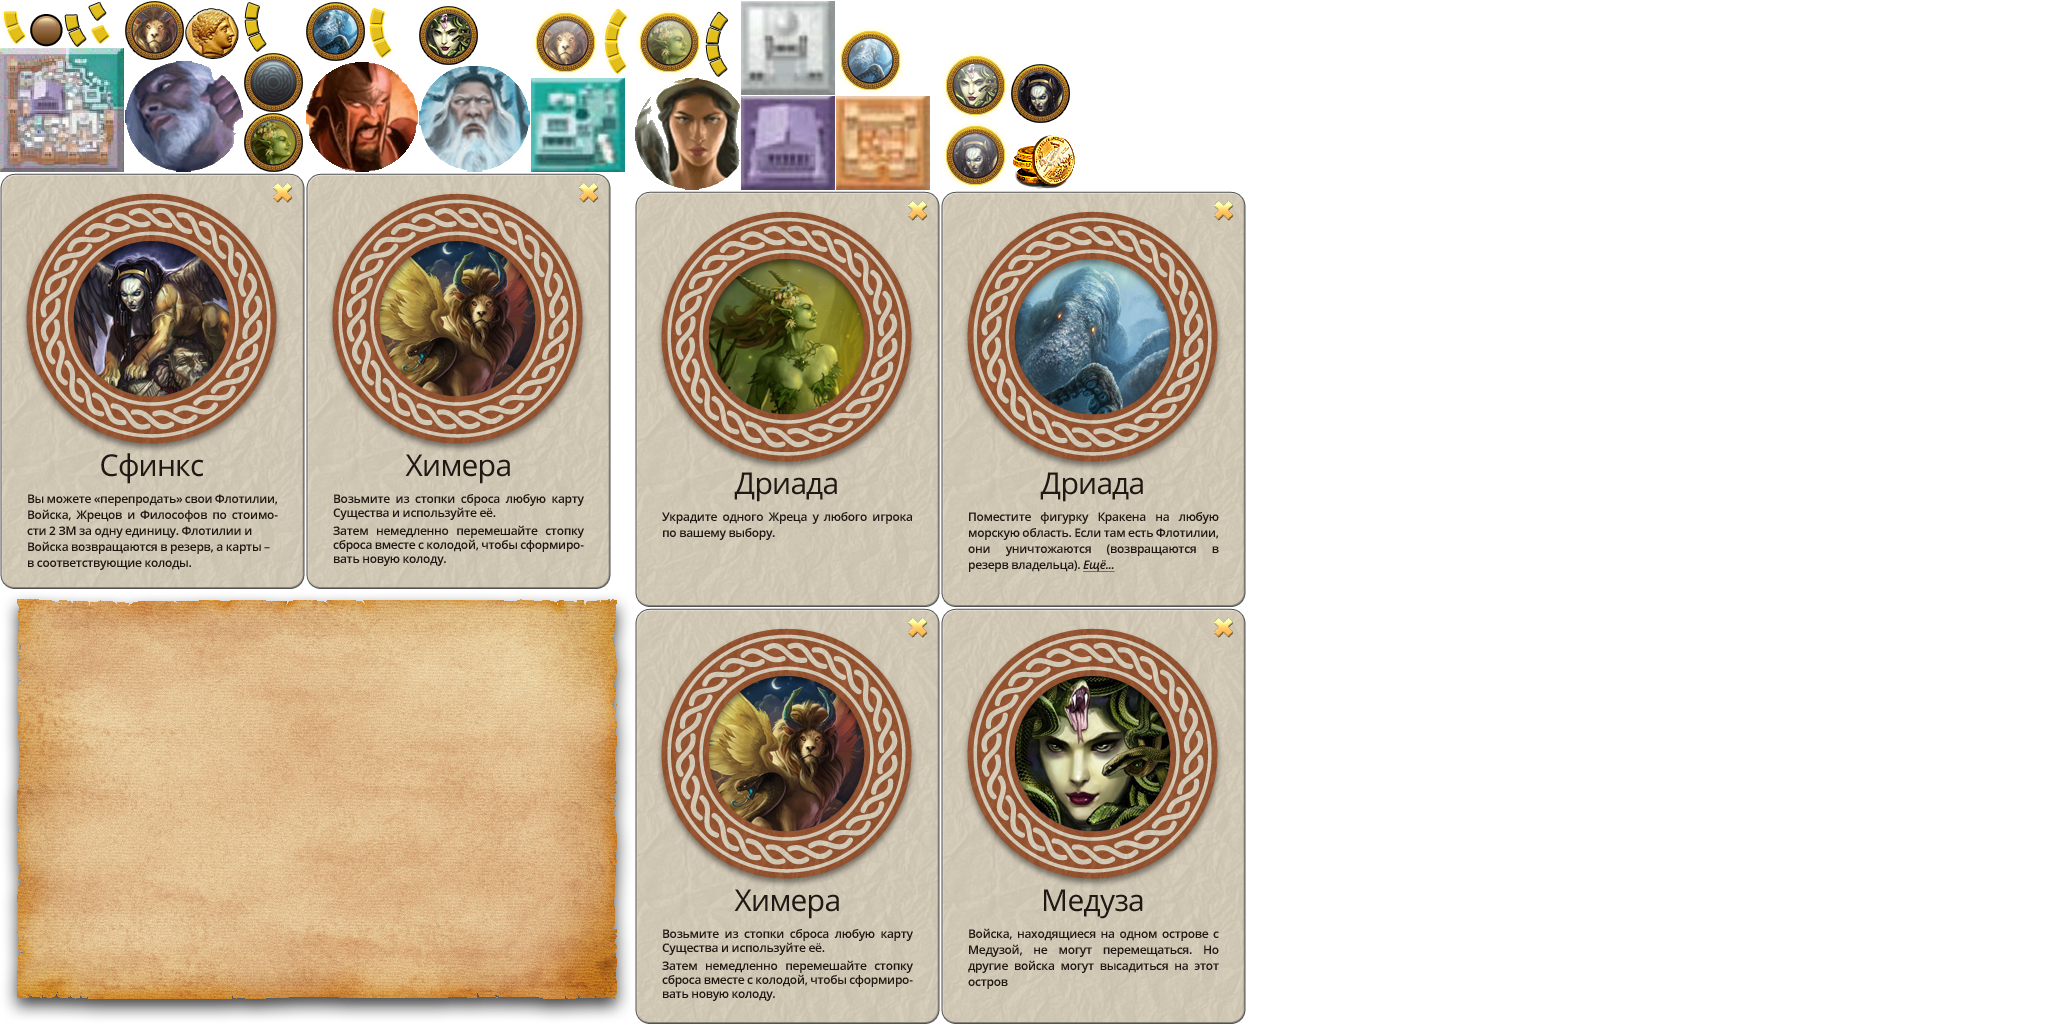 Сфинкс
Вы можете «перепродать» свои Флотилии,
Войска, Жрецов и Философов по стоимо-
сти 2 ЗМ за одну единицу. Флотилии и
Войска возвращаются в резерв, а карты –
в соответствующие колоды.
Химера
Возьмите из стопки сброса любую карту
Существа и используйте её.
Затем немедленно перемешайте стопку
сброса вместе с колодой, чтобы сформиро-
вать новую колоду.
Дриада
Украдите одного Жреца у любого игрока
по вашему выбору.
Дриада
Поместите фигурку Кракена на любую
морскую область. Если там есть Флотилии,
они уничтожаются (возвращаются в
резерв владельца). Ещё...
Химера
Возьмите из стопки сброса любую карту
Существа и используйте её.
Затем немедленно перемешайте стопку
сброса вместе с колодой, чтобы сформиро-
вать новую колоду.
Медуза
Войска, находящиеся на одном острове с
Медузой, не могут перемещаться. Но
другие войска могут высадиться на этот
остров